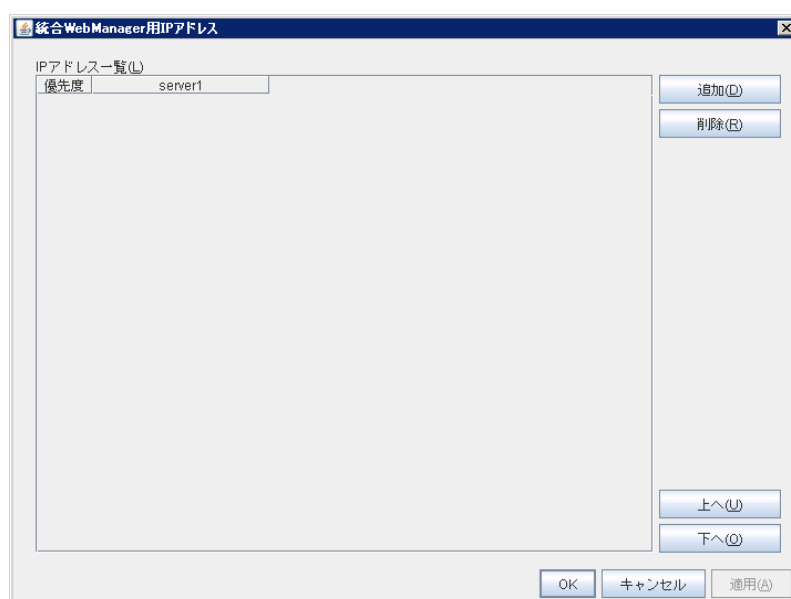 統合WebManager用IPアドレス
IPアドレス一覧(L)
優先度 server1
追加(D)
削除(R)
上へ(U)
下へ(O)
OK キャンセル 適用(A)